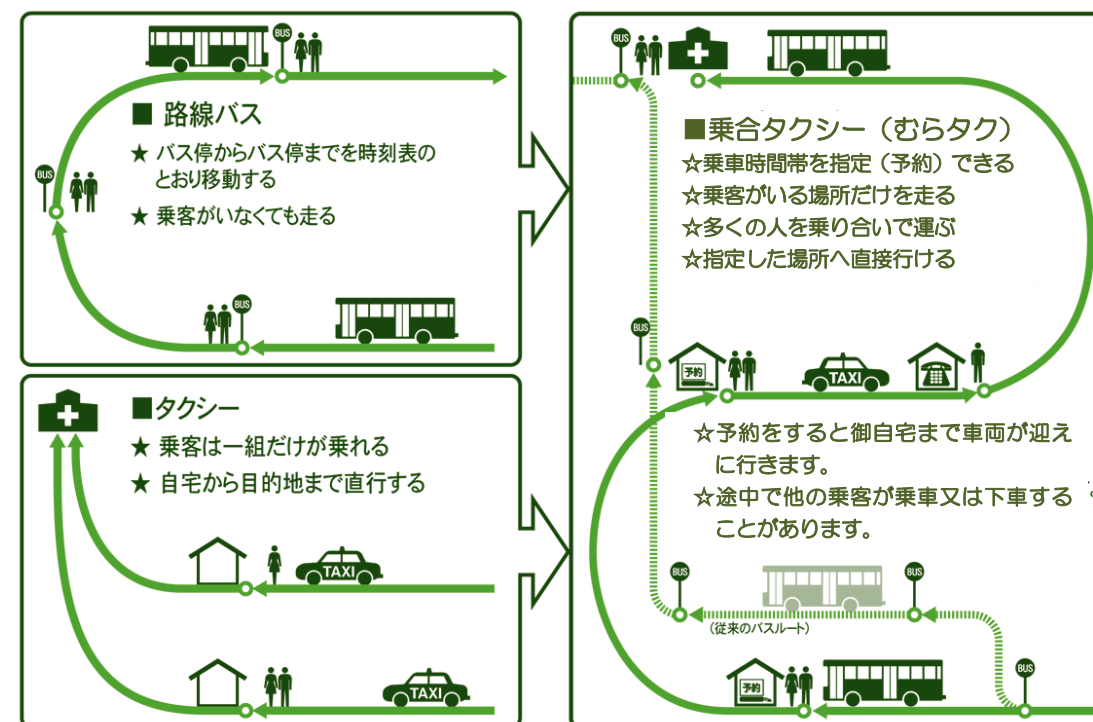 BUS
■ 路線バス
★ バス停からバス停までを時刻表の
とおり移動する
BUS
★ 乗客がいなくても走る
BUS
■タクシー
★ 乗客は一組だけが乗れる
★ 自宅から目的地まで直行する
TAXI
TAXI
BUS
■乗合タクシー（むらタク）
☆乗車時間帯を指定（予約）できる
☆乗客がいる場所だけを走る
☆多くの人を乗り合いで運ぶ
☆指定した場所へ直接行ける
BUS
予約
TAXI
☆予約をすると御自宅まで車両が迎え
に行きます。
☆途中で他の乗客が乗車又は下車する
ことがあります。
BUS
BUS
（従来のバスルート）
BUS
予約